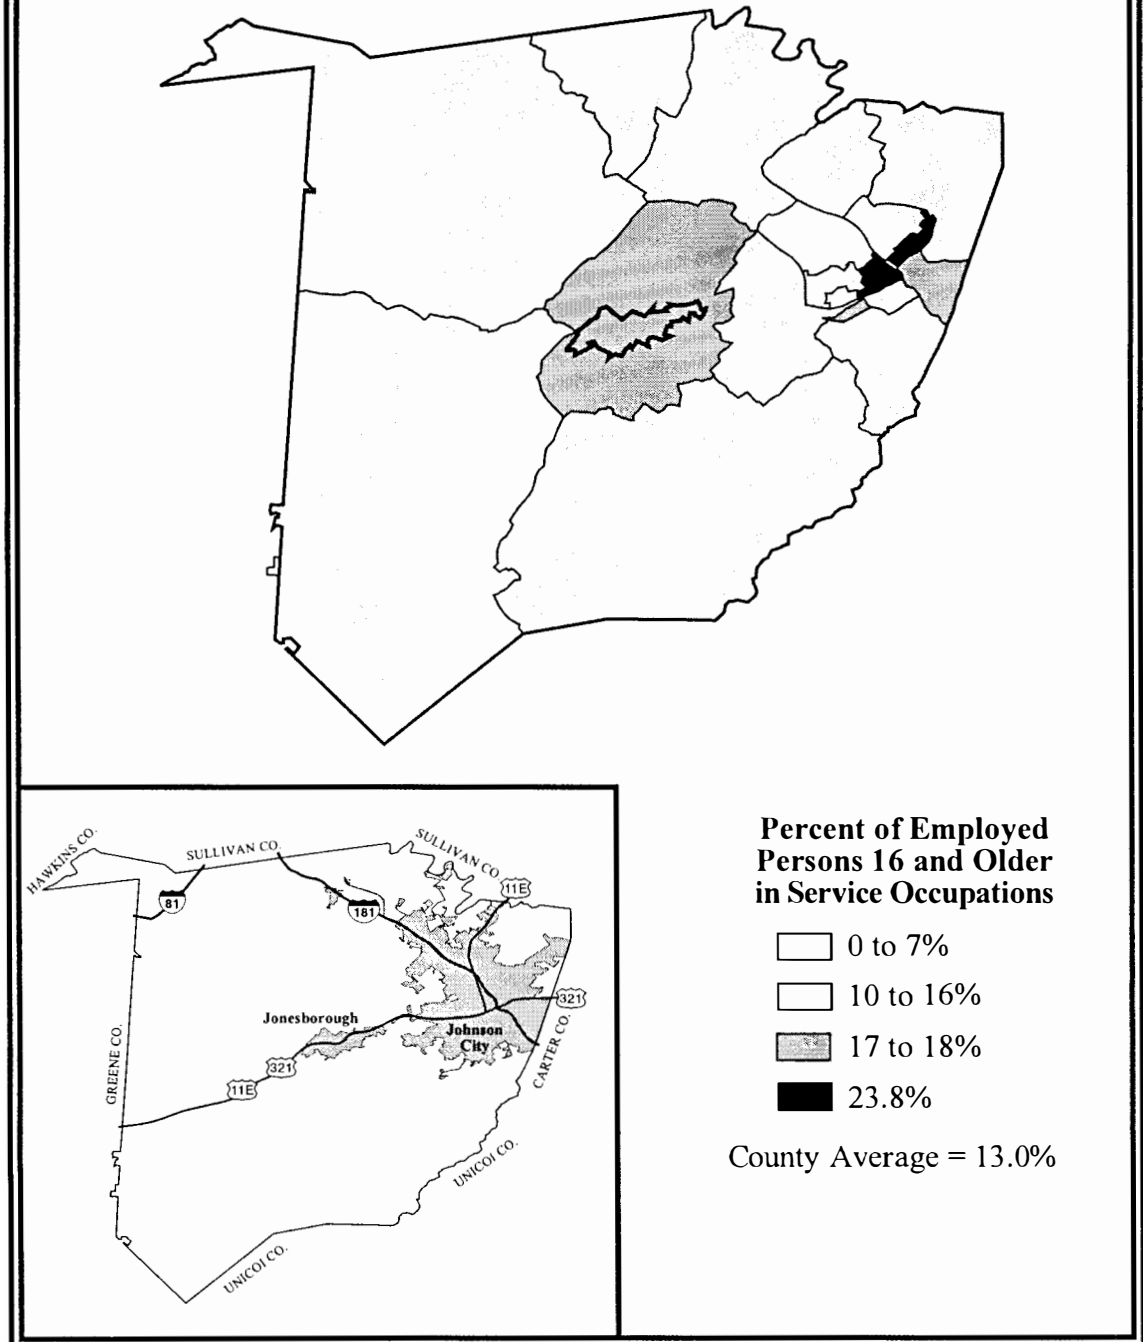 HAWKINS CO.
SULLIVAN CO.
SULLIVAN CO.
11E
81
181
321
Jonesborough
Johnson
City
GREENE CO.
CARTER CO.
321
11E
UNICOI CO.
UNICOI CO.
Percent of Employed
Persons 16 and Older
in Service Occupations
0 to 7%
10 to 16%
17 to 18%
23.8%
County Average = 13.0%